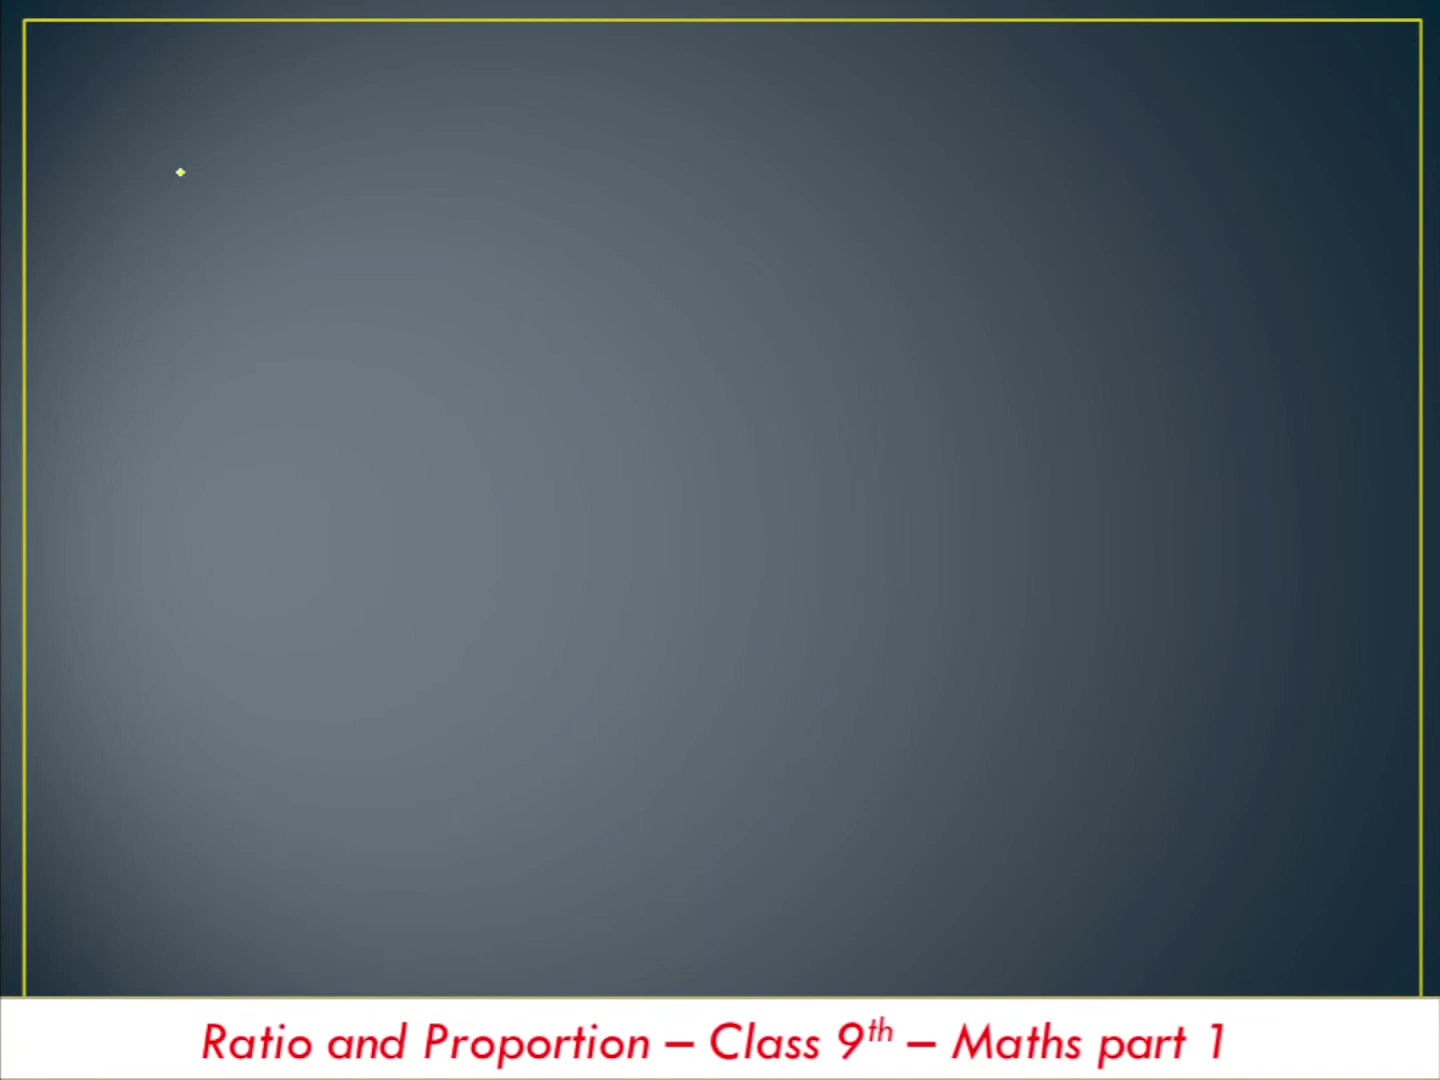 Ratio and Proportion – Class 9th – Maths part 1